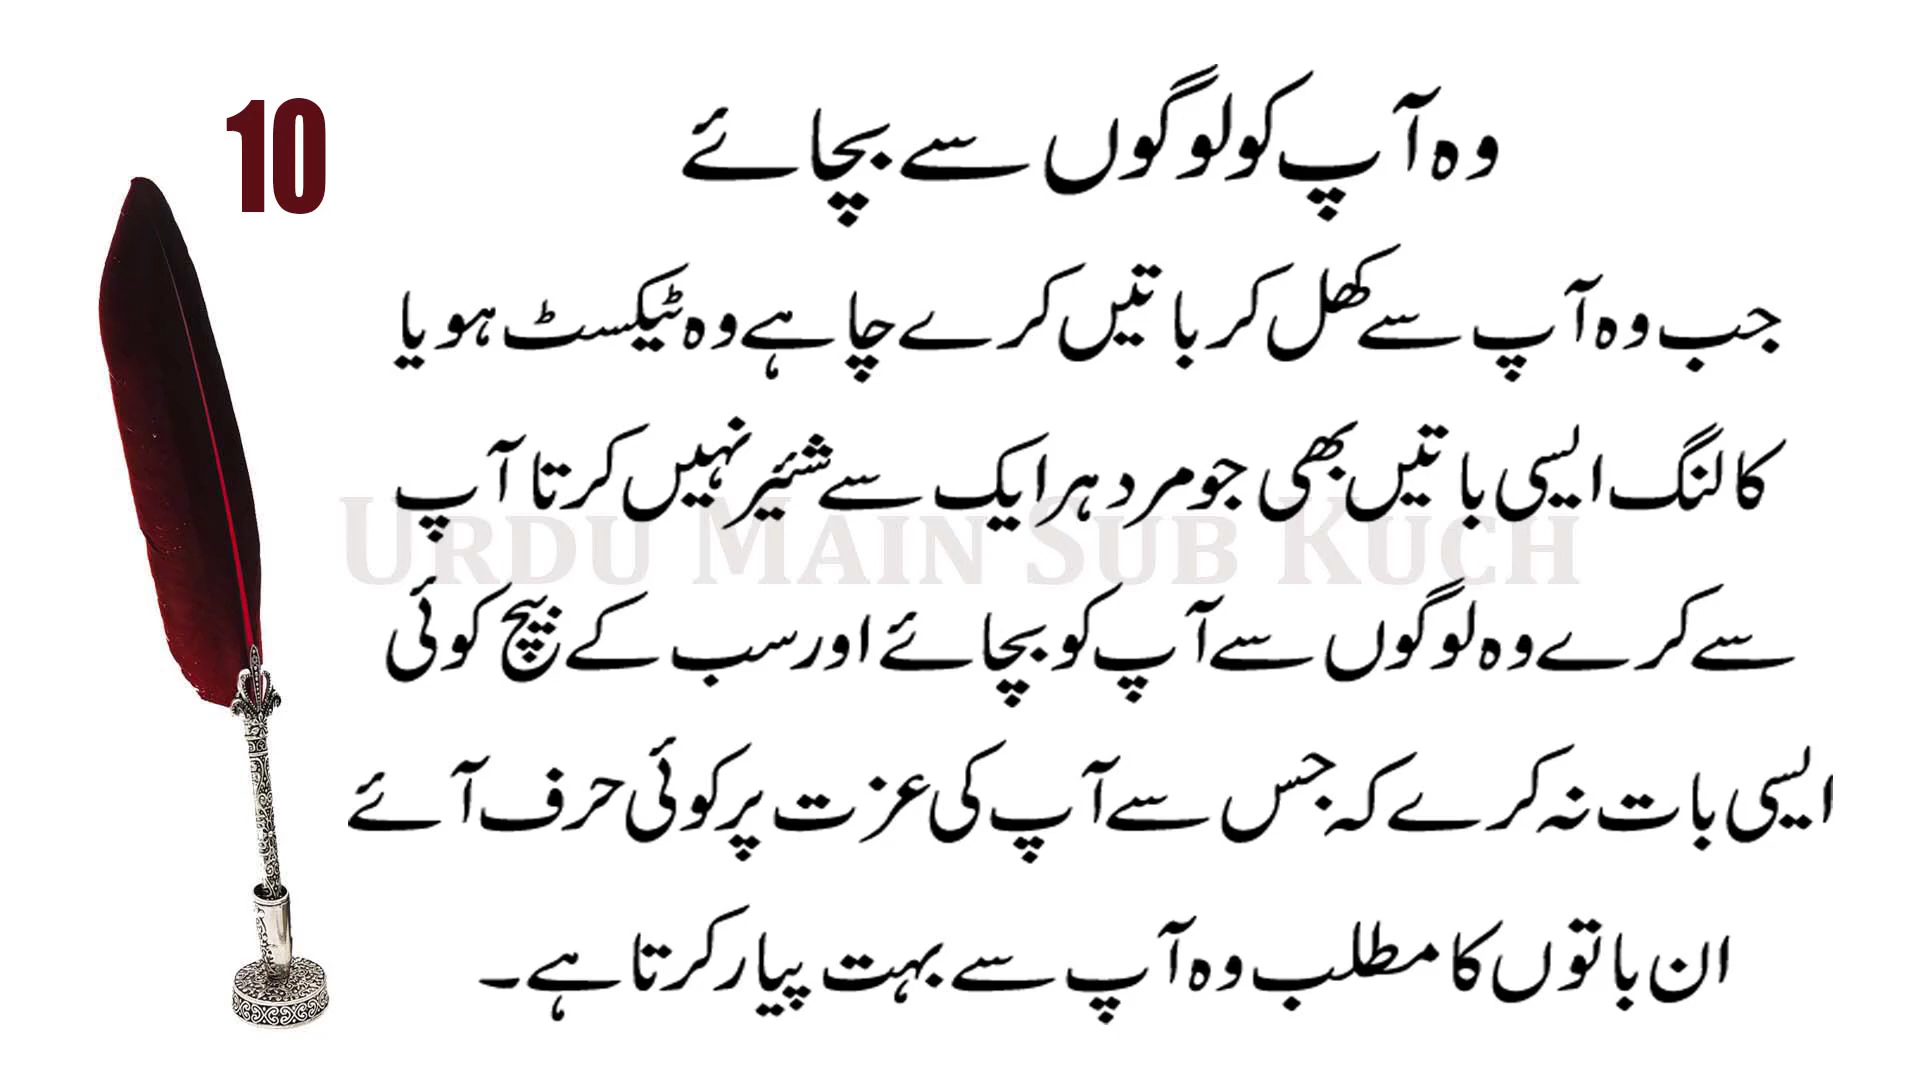 10
وہ آپ کو لوگوں سے بچائے
جب وہ آپ سے کھل کر باتیں کرے چاہے وہ ٹیکسٹ ہو یا
کالنگ ایسی باتیں بھی جو مرد ہر ایک سے شئیر نہیں کرتا آپ
سے کرے وہ لوگوں سے آپ کو بچائے اور سب کے بیچ کوئی
ایسی بات نہ کرے کہ جس سے آپ کی عزت پر کوئی حرف آئے
ان باتوں کا مطلب وہ آپ سے بہت پیار کرتا ہے۔
URDU MAIN SUB KUCH